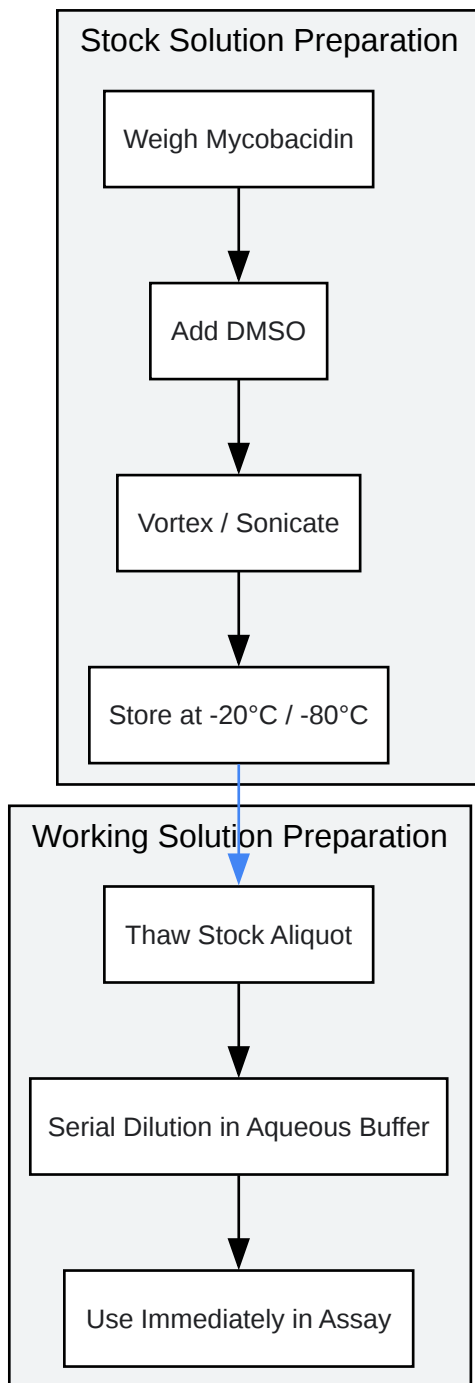 Stock Solution Preparation
Weigh Mycobacidin
Add DMSO
Vortex / Sonicate
Store at -20°C / -80°C
Working Solution Preparation
Thaw Stock Aliquot
Serial Dilution in Aqueous Buffer
Use Immediately in Assay